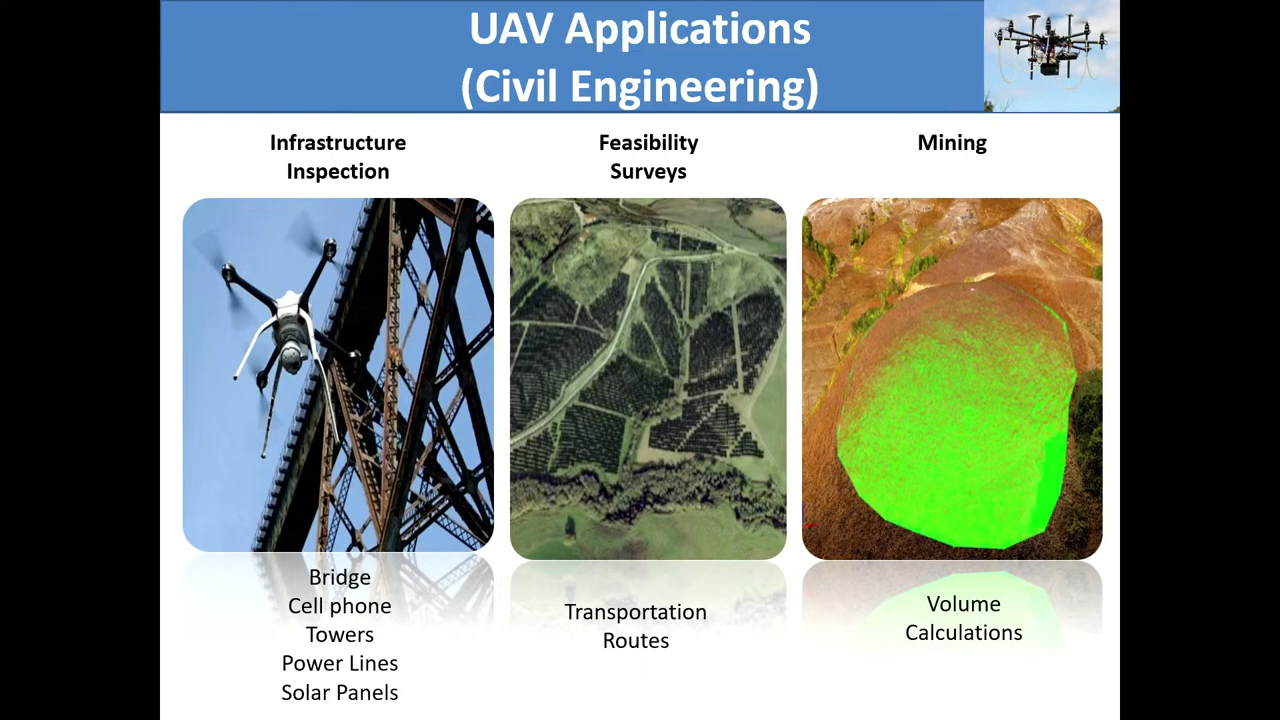 UAV Applications
(Civil Engineering)
Infrastructure
Inspection
Feasibility
Surveys
Mining
Bridge
Cell phone
Towers
Power Lines
Solar Panels
Transportation
Routes
Volume
Calculations